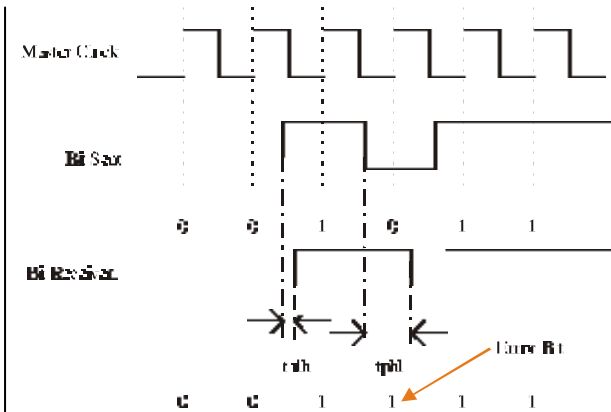 Master Clock
Bit Sent
0 0 1 0 1 1
Bit Received
tplh tphl
Bit
0 0 1 1 1 1